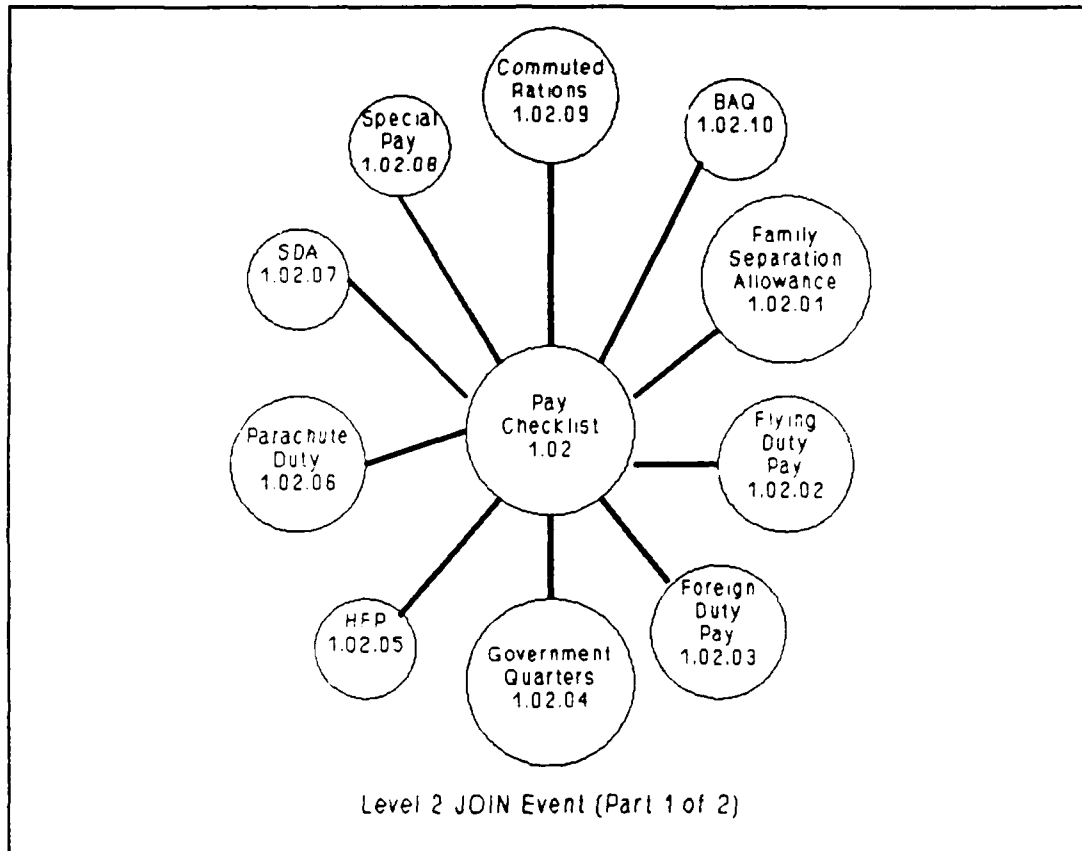 Commuted
Rations
1.02.09
BAQ
1.02.10
Special
Pay
1.02.08
Family
Separation
Allowance
1.02.01
SDA
1.02.07
Pay
Checklist
1.02
Flying
Duty
Pay
1.02.02
Parachute
Duty
1.02.06
Foreign
Duty
Pay
1.02.03
HFP
1.02.05
Government
Quarters
1.02.04
Level 2 JOIN Event (Part 1 of 2)